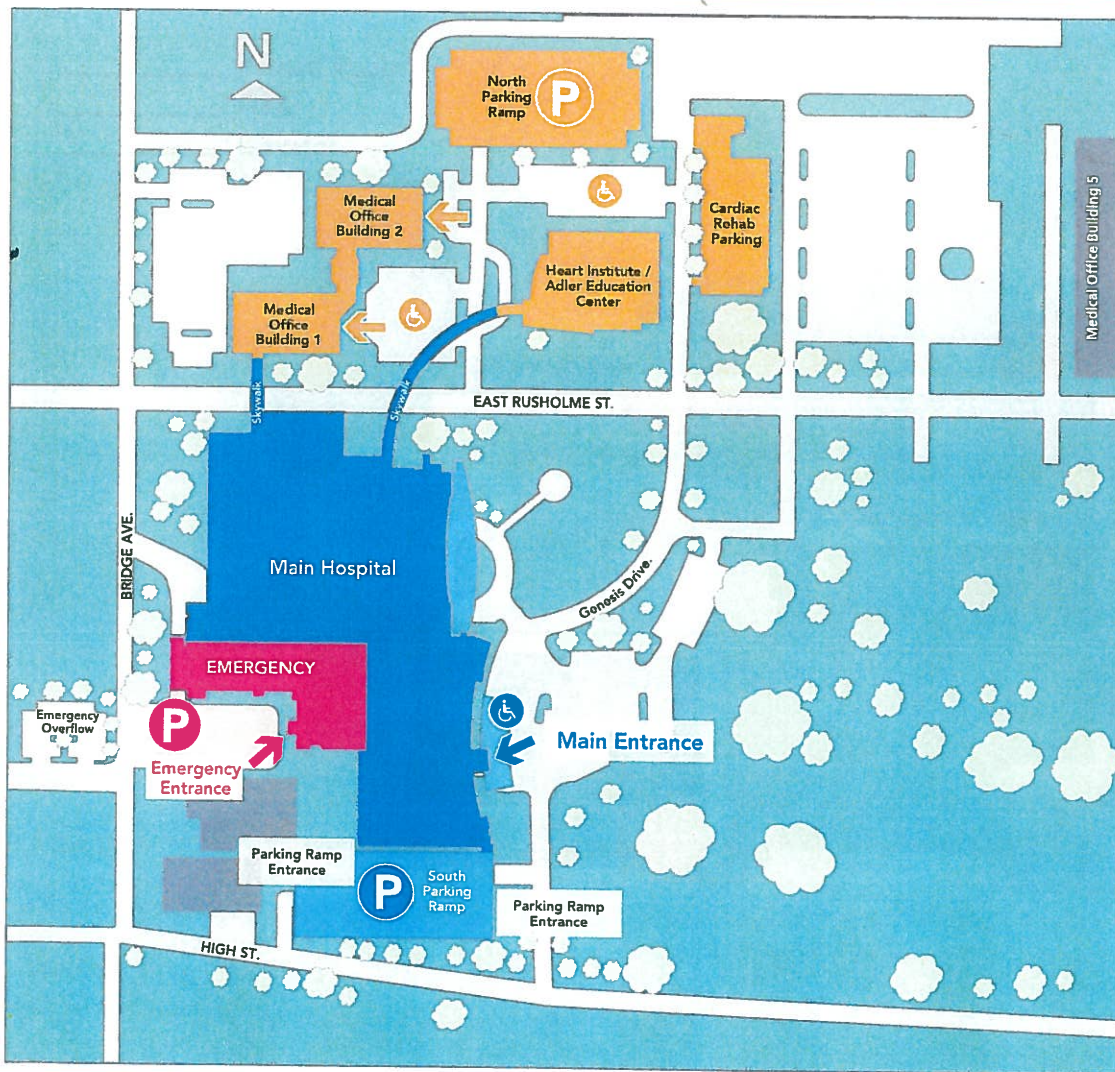 N
North
Parking
Ramp
P
Medical
Office
Building 2
Cardiac
Rehab
Parking
Medical Office Building 5
Heart Institute /
Adler Education
Center
Medical
Office
Building 1
Skywalk
Skywalk
EAST RUSHOLME ST.
BRIDGE AVE.
Main Hospital
Genesis Drive.
EMERGENCY
Emergency
Overflow
P
Emergency
Entrance
Main Entrance
Parking Ramp
Entrance
P
South
Parking
Ramp
Parking Ramp
Entrance
HIGH ST.